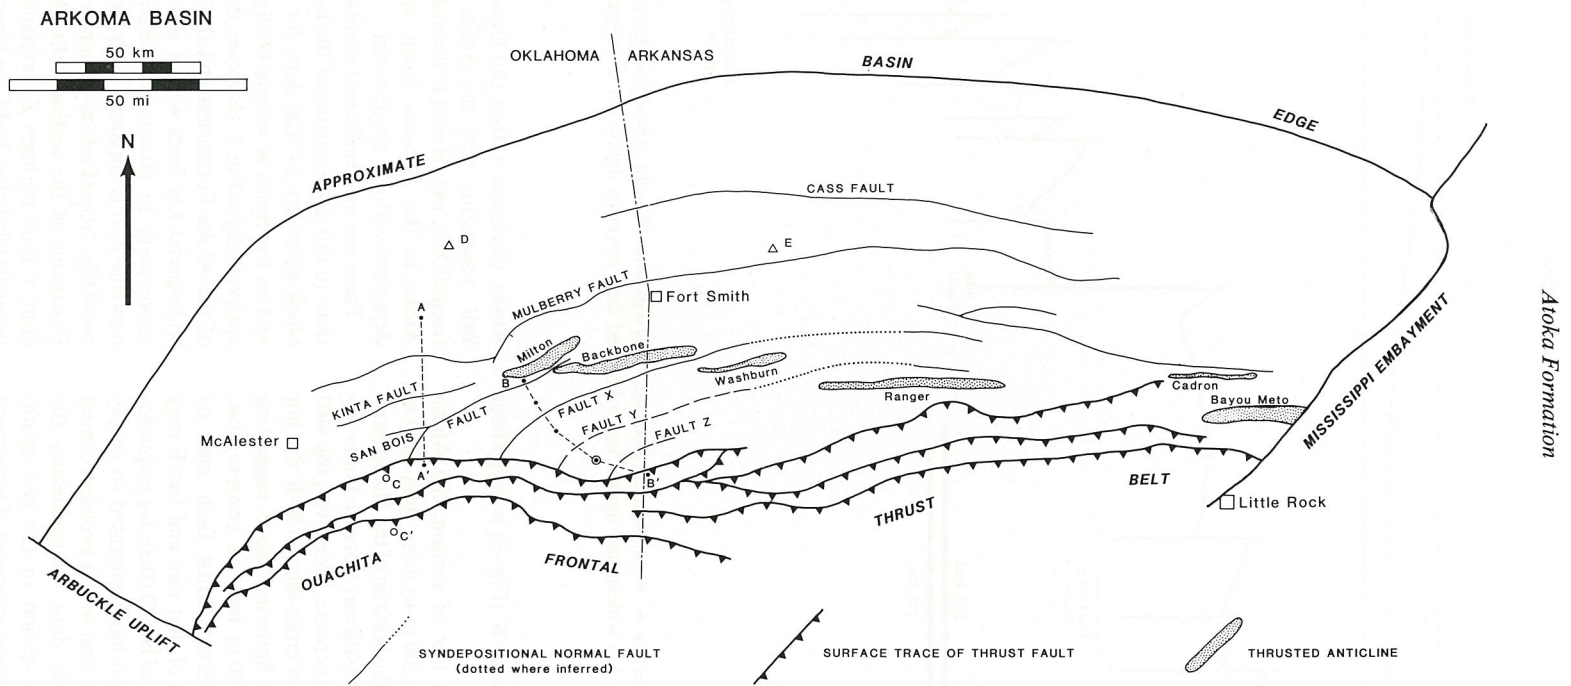 ARKOMA BASIN
50 km
50 mi
N
OKLAHOMA
ARKANSAS
APPROXIMATE
BASIN
EDGE
CASS FAULT
D
E
A
MULBERRY FAULT
Fort Smith
Milton
Backbone
B
Washburn
Ranger
Cadron
Bayou Meto
KINTA FAULT
SAN BOIS FAULT
FAULT X
FAULT Y
FAULT Z
McAlester
C
A'
B'
C'
MISSISSIPPI EMBAYMENT
Little Rock
OUACHITA
FRONTAL
THRUST
BELT
ARBUCKLE UPLIFT
SYNDEPOSITIONAL NORMAL FAULT
(dotted where inferred)
SURFACE TRACE OF THRUST FAULT
THRUSTED ANTICLINE
Atoka Formation